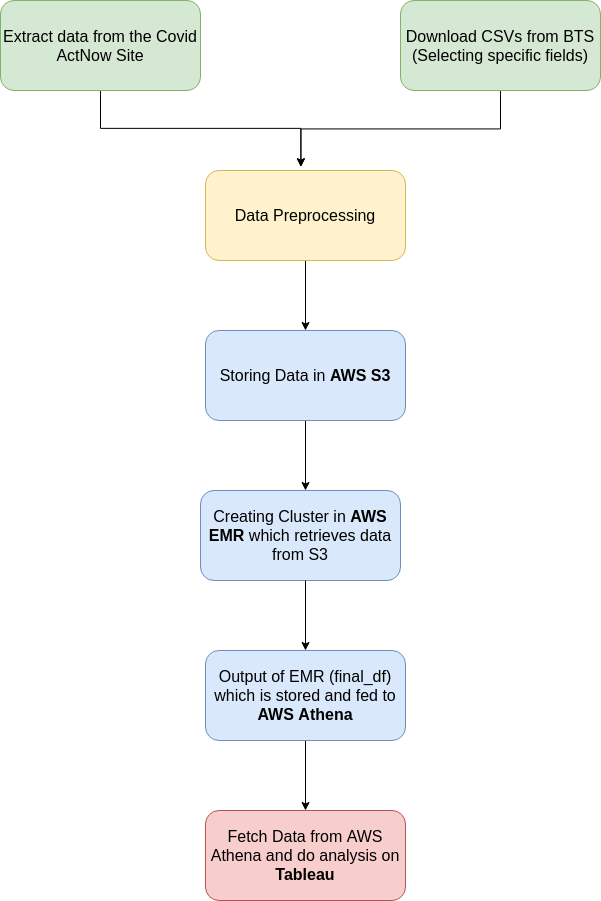 Extract data from the Covid
ActNow Site
Download CSVs from BTS
(Selecting specific fields)
Data Preprocessing
Storing Data in AWS S3
Creating Cluster in AWS
EMR which retrieves data
from S3
Output of EMR (final_df)
which is stored and fed to
AWS Athena
Fetch Data from AWS
Athena and do analysis on
Tableau